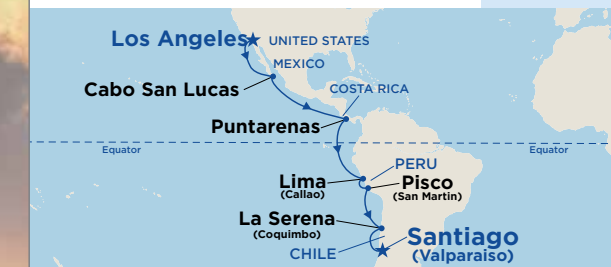 Los Angeles
UNITED STATES
MEXICO
Cabo San Lucas
COSTA RICA
Puntarenas
Equator
Equator
PERU
Lima
(Callao)
Pisco
(San Martin)
La Serena
(Coquimbo)
Santiago
(Valparaiso)
CHILE